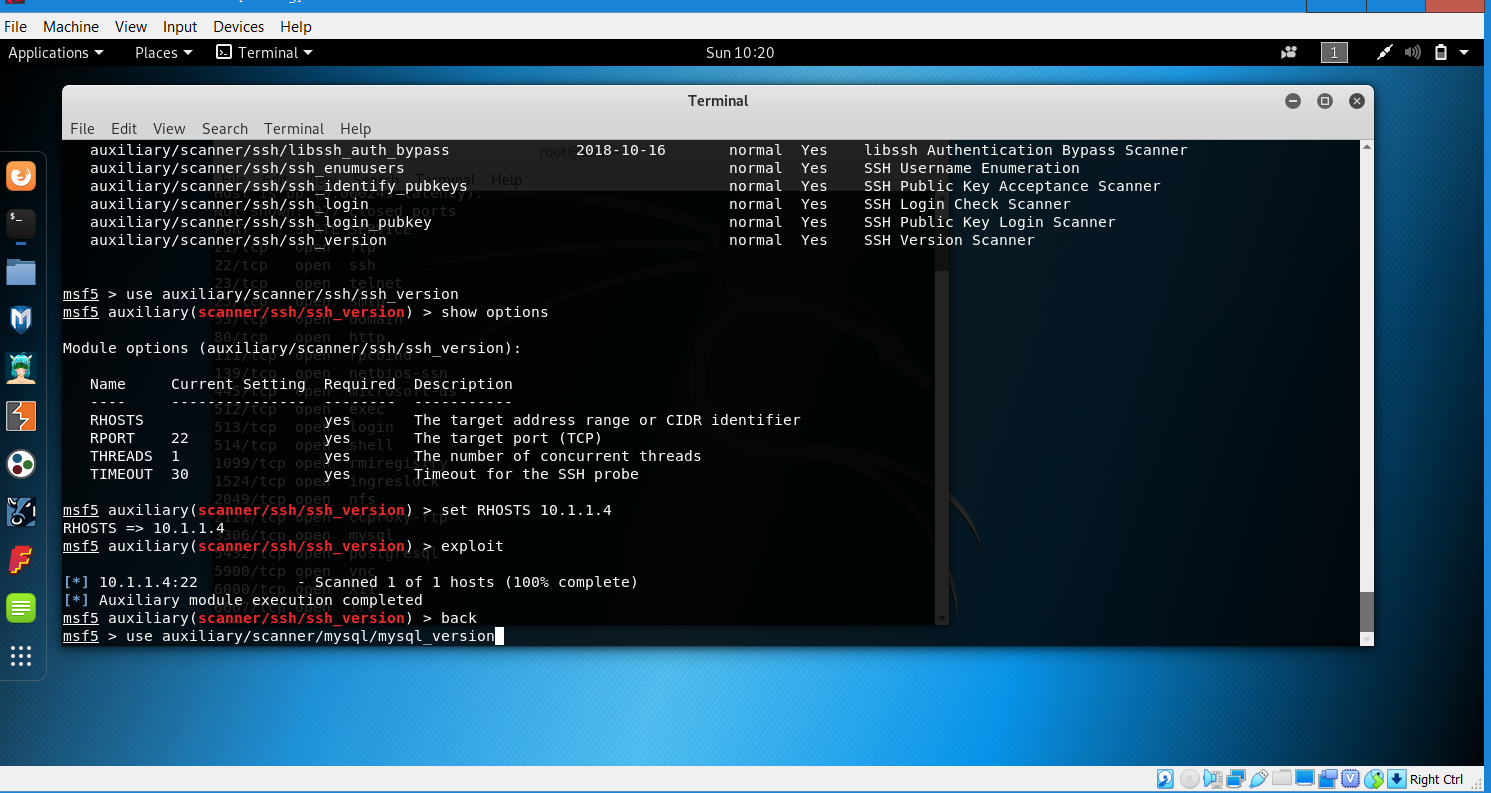 File Machine View Input Devices Help
Applications Places Terminal Sun 10:20 1
Terminal
File Edit View Search Terminal Help
auxiliary/scanner/ssh/libssh_auth_bypass 2018-10-16 normal Yes libssh Authentication Bypass Scanner
auxiliary/scanner/ssh/ssh_enumusers normal Yes SSH Username Enumeration
auxiliary/scanner/ssh/ssh_identify_pubkeys normal Yes SSH Public Key Acceptance Scanner
auxiliary/scanner/ssh/ssh_login normal Yes SSH Login Check Scanner
auxiliary/scanner/ssh/ssh_login_pubkey normal Yes SSH Public Key Login Scanner
auxiliary/scanner/ssh/ssh_version normal Yes SSH Version Scanner
msf5 > use auxiliary/scanner/ssh/ssh_version
msf5 auxiliary(scanner/ssh/ssh_version) > show options
Module options (auxiliary/scanner/ssh/ssh_version):
Name Current Setting Required Description
---- --------------- -------- -----------
RHOSTS yes The target address range or CIDR identifier
RPORT 22 yes The target port (TCP)
THREADS 1 yes The number of concurrent threads
TIMEOUT 30 yes Timeout for the SSH probe
msf5 auxiliary(scanner/ssh/ssh_version) > set RHOSTS 10.1.1.4
RHOSTS => 10.1.1.4
msf5 auxiliary(scanner/ssh/ssh_version) > exploit
[*] 10.1.1.4:22 - Scanned 1 of 1 hosts (100% complete)
[*] Auxiliary module execution completed
msf5 auxiliary(scanner/ssh/ssh_version) > back
msf5 > use auxiliary/scanner/mysql/mysql_version
Right Ctrl